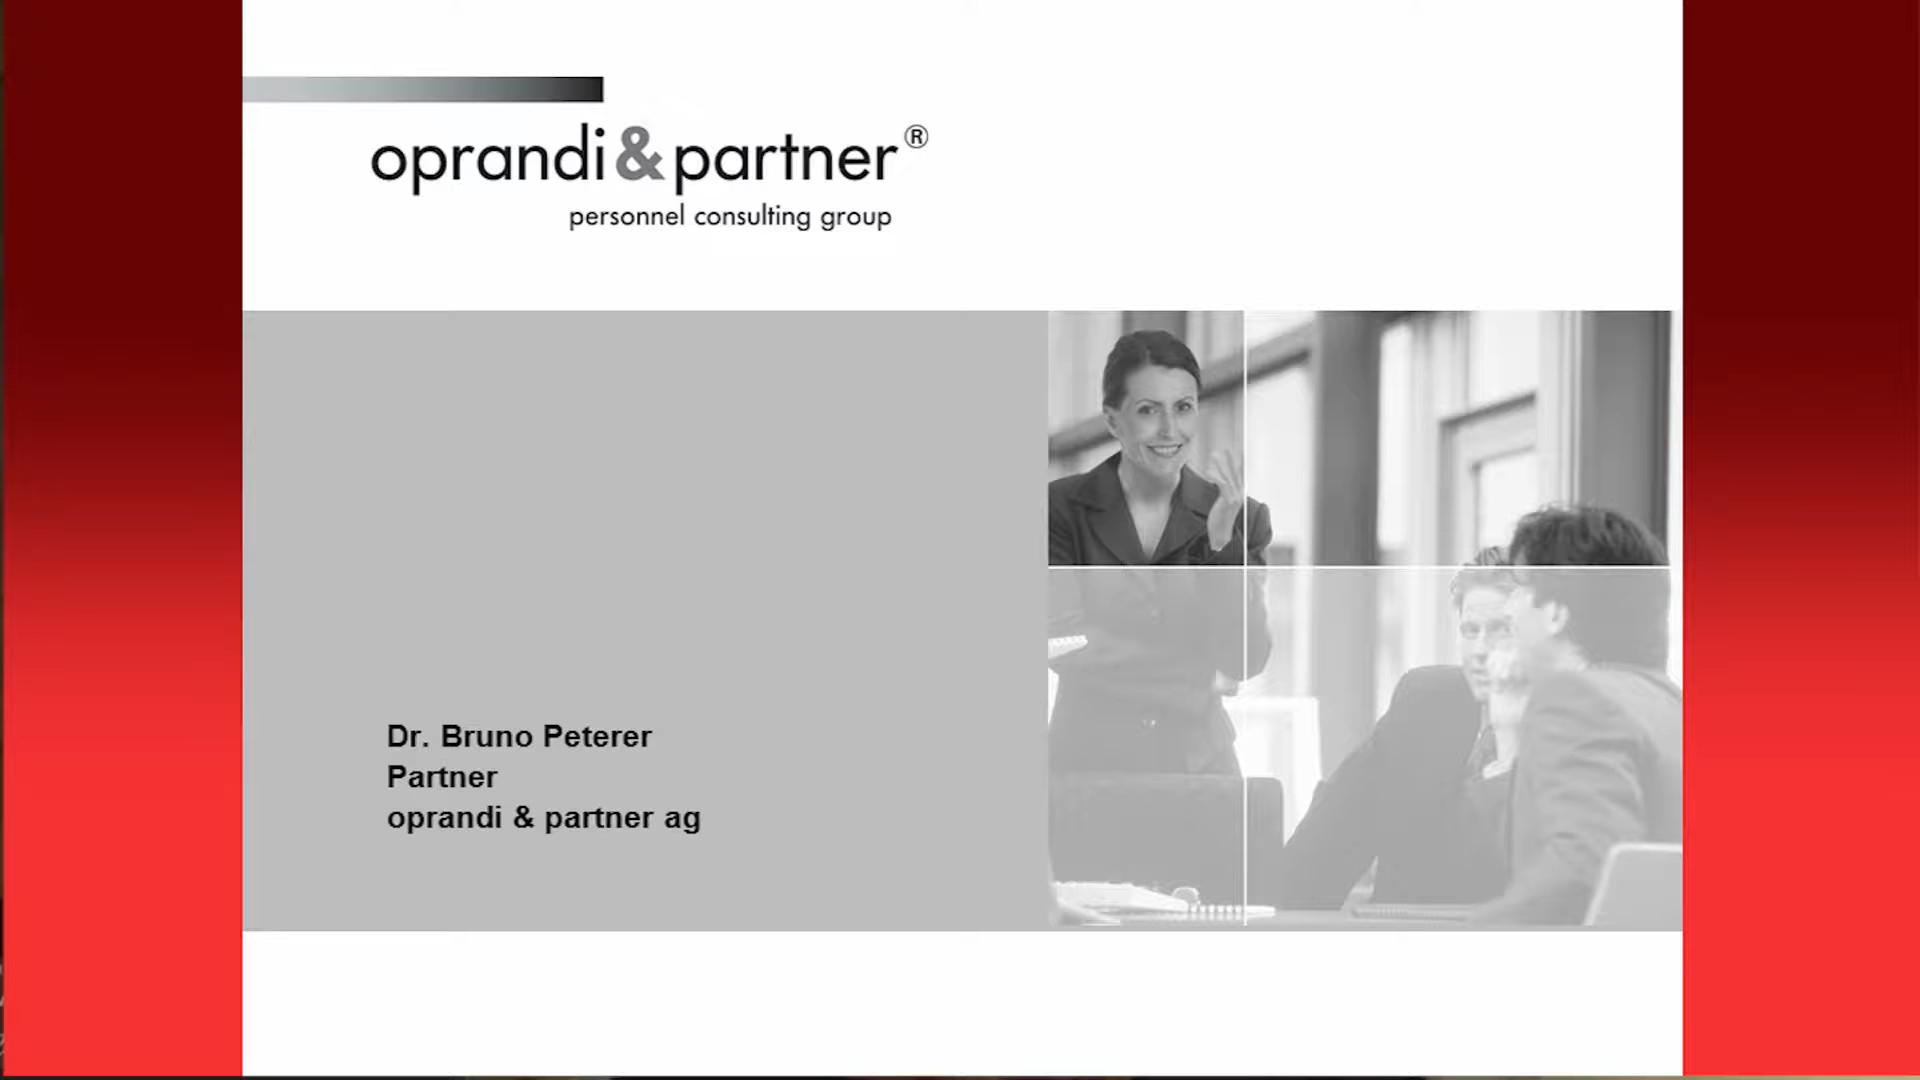 oprandi & partner ®
personnel consulting group
Dr. Bruno Peterer
Partner
oprandi & partner ag